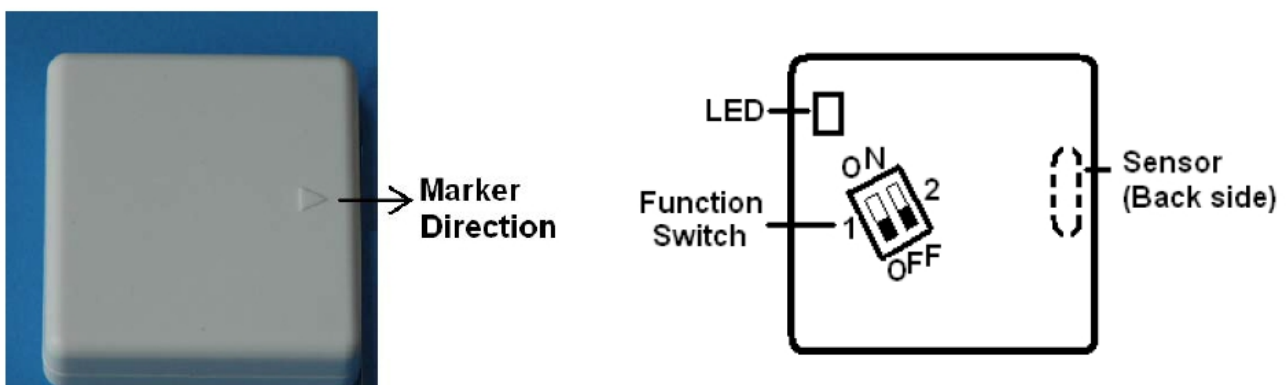 Marker
Direction
LED
ON
Function
Switch
1
2
OFF
Sensor
(Back side)